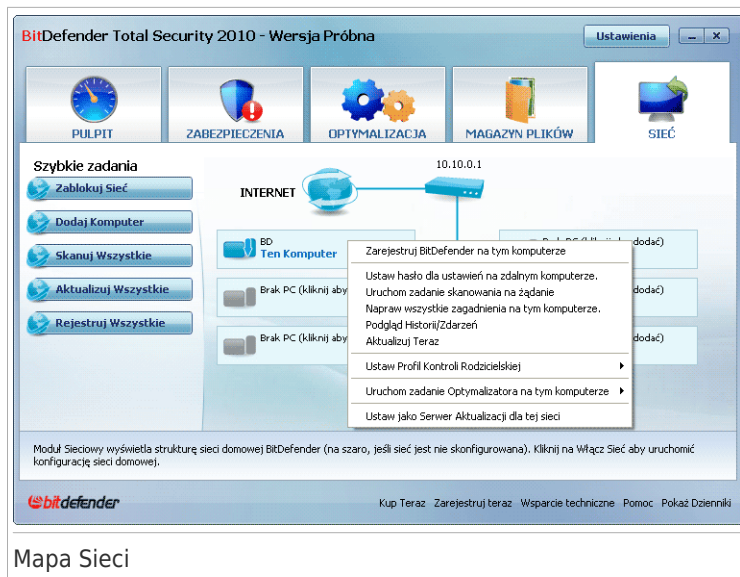 BitDefender Total Security 2010 - Wersja Próbna
Ustawienia
PULPIT
ZABEZPIECZENIA
OPTYMALIZACJA
MAGAZYN PLIKÓW
SIEĆ
Szybkie zadania
Zablokuj Sieć
Dodaj Komputer
Skanuj Wszystkie
Aktualizuj Wszystkie
Rejestruj Wszystkie
10.10.0.1
INTERNET
BD
Ten Komputer
Brak PC (kliknij aby
Brak PC (kliknij aby
dodać)
dodać)
dodać)
Zarejestruj BitDefender na tym komputerze
Ustaw hasło dla ustawień na zdalnym komputerze.
Uruchom zadanie skanowania na żądanie
Napraw wszystkie zagadnienia na tym komputerze.
Podgląd Historii/Zdarzeń
Aktualizuj Teraz
Ustaw Profil Kontroli Rodzicielskiej
Uruchom zadanie Optymalizatora na tym komputerze
Ustaw jako Serwer Aktualizacji dla tej sieci
Moduł Sieciowy wyświetla strukturę sieci domowej BitDefender (na szaro, jeśli sieć jest nie skonfigurowana). Kliknij na Włącz Sieć aby uruchomić
konfigurację sieci domowej.
bitdefender
Kup Teraz Zarejestruj teraz Wsparcie techniczne Pomoc Pokaż Dzienniki
Mapa Sieci